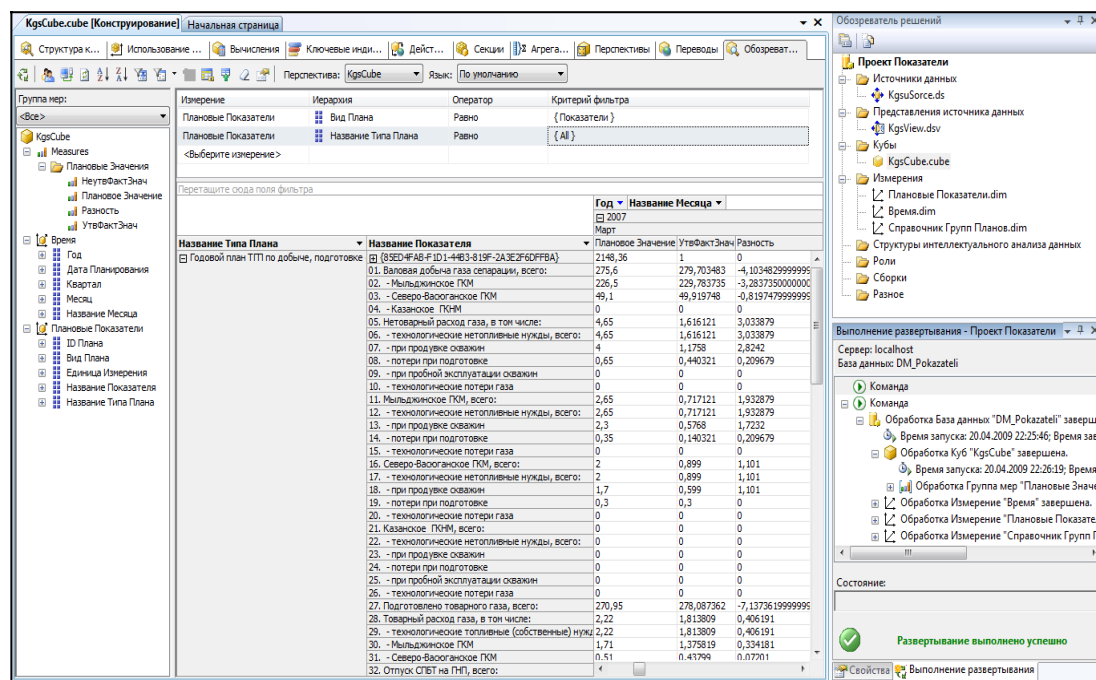 KgsCube.cube [Конструирование] Начальная страница
Структура к... Использование ... Вычисления Ключевые инди... Дейст... Секции Агрега... Перспективы Переводы Обозреват...
Перспектива: KgsCube Язык: По умолчанию
Группа мер:
<Все>
KgsCube
Measures
Плановые Значения
НеутвФактЗнач
Плановое Значение
Разность
УтвФактЗнач
Время
Год
Дата Планирования
Квартал
Месяц
Название Месяца
Плановые Показатели
ID Плана
Вид Плана
Единица Измерения
Название Показателя
Название Типа Плана
Измерение Иерархия Оператор Критерий фильтра
Плановые Показатели Вид Плана Равно { Показатели }
Плановые Показатели Название Типа Плана Равно { All }
<Выберите измерение>
Перетащите сюда поля фильтра
Год Название Месяца
2007
Март
Название Типа Плана Название Показателя Плановое Значение УтвФактЗнач Разность
Годовой план ТГП по добыче, подготовке {85ED4FAB-F1D1-44B3-819F-2A3E2F6DFFBA} 2148,36 1 0
01. Валовая добыча газа сепарации, всего: 275,6 279,703483 -4,1034829999999
02. - Мыльджинское ГКМ 226,5 229,783735 -3,2837350000000
03. - Северо-Васюганское ГКМ 49,1 49,919748 -0,8197479999999
04. - Казанское ГКНМ 0 0 0
05. Нетоварный расход газа, в том числе: 4,65 1,616121 3,033879
06. - технологические нетопливные нужды, всего: 4,65 1,616121 3,033879
07. - при продувке скважин 4 1,1758 2,8242
08. - потери при подготовке 0,65 0,440321 0,209679
09. - при пробной эксплуатации скважин 0 0 0
10. - технологические потери газа 0 0 0
11. Мыльджинское ГКМ, всего: 2,65 0,717121 1,932879
12. - технологические нетопливные нужды, всего: 2,65 0,717121 1,932879
13. - при продувке скважин 2,3 0,5768 1,7232
14. - потери при подготовке 0,35 0,140321 0,209679
15. - технологические потери газа 0 0 0
16. Северо-Васюганское ГКМ, всего: 2 0,899 1,101
17. - технологические нетопливные нужды, всего: 2 0,899 1,101
18. - при продувке скважин 1,7 0,599 1,101
19. - потери при подготовке 0,3 0,3 0
20. - технологические потери газа 0 0 0
21. Казанское ГКНМ, всего: 0 0 0
22. - технологические нетопливные нужды, всего: 0 0 0
23. - при продувке скважин 0 0 0
24. - потери при подготовке 0 0 0
25. - при пробной эксплуатации скважин 0 0 0
26. - технологические потери газа 0 0 0
27. Подготовлено товарного газа, всего: 270,95 278,087362 -7,1373619999999
28. Товарный расход газа, в том числе: 2,22 1,813809 0,406191
29. - технологические топливные (собственные) нужд 2,22 1,813809 0,406191
30. - Мыльджинское ГКМ 1,71 1,375819 0,334181
31. - Северо-Васюганское ГКМ 0,51 0,43799 0,07201
32. Отпуск СПБТ на ГНП, всего:
Обозреватель решений
Проект Показатели
Источники данных
KgsuSorce.ds
Представления источника данных
KgsView.dsv
Кубы
KgsCube.cube
Измерения
Плановые Показатели.dim
Время.dim
Справочник Групп Планов.dim
Структуры интеллектуального анализа данных
Роли
Сборки
Разное
Выполнение развертывания - Проект Показатели
Сервер: localhost
База данных: DM_Pokazateli
Команда
Команда
Обработка База данных "DM_Pokazateli" заверш
Время запуска: 20.04.2009 22:25:46; Время зав
Обработка Куб "KgsCube" завершена.
Время запуска: 20.04.2009 22:26:19; Время
Обработка Группа мер "Плановые Значе
Обработка Измерение "Время" завершена.
Обработка Измерение "Плановые Показате
Обработка Измерение "Справочник Групп П
Состояние:
Развертывание выполнено успешно
Свойства Выполнение развертывания